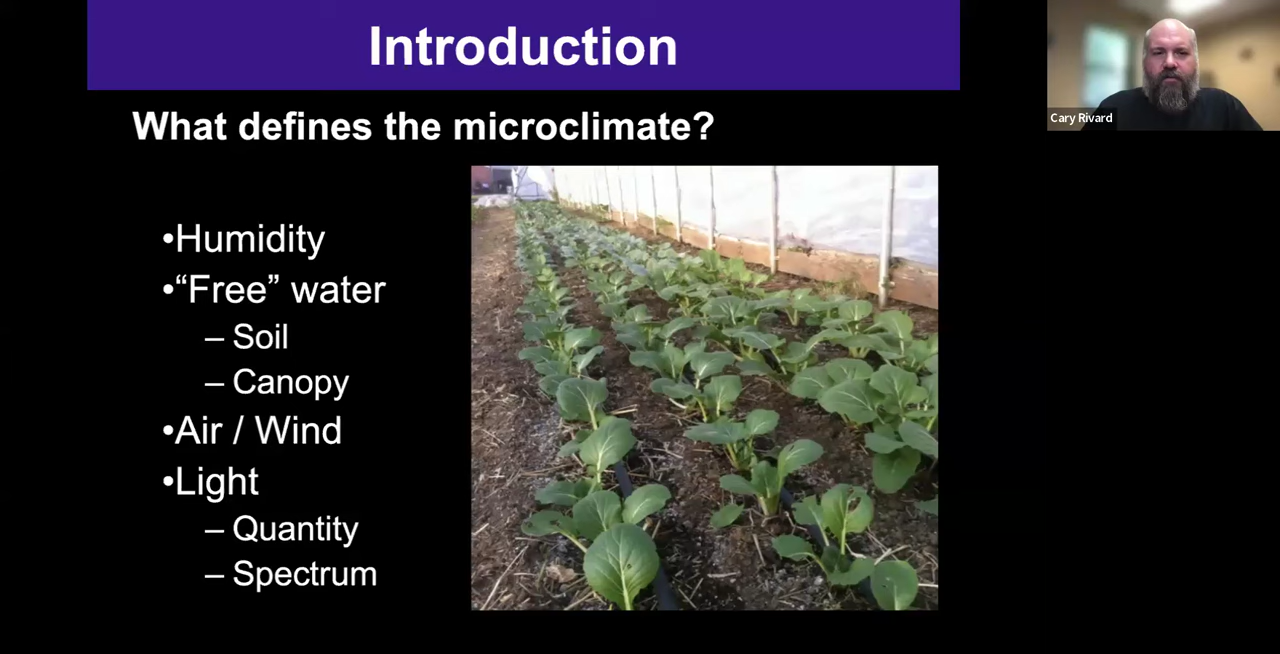 Introduction
What defines the microclimate?
•Humidity
•“Free” water
– Soil
– Canopy
•Air / Wind
•Light
– Quantity
– Spectrum
Cary Rivard